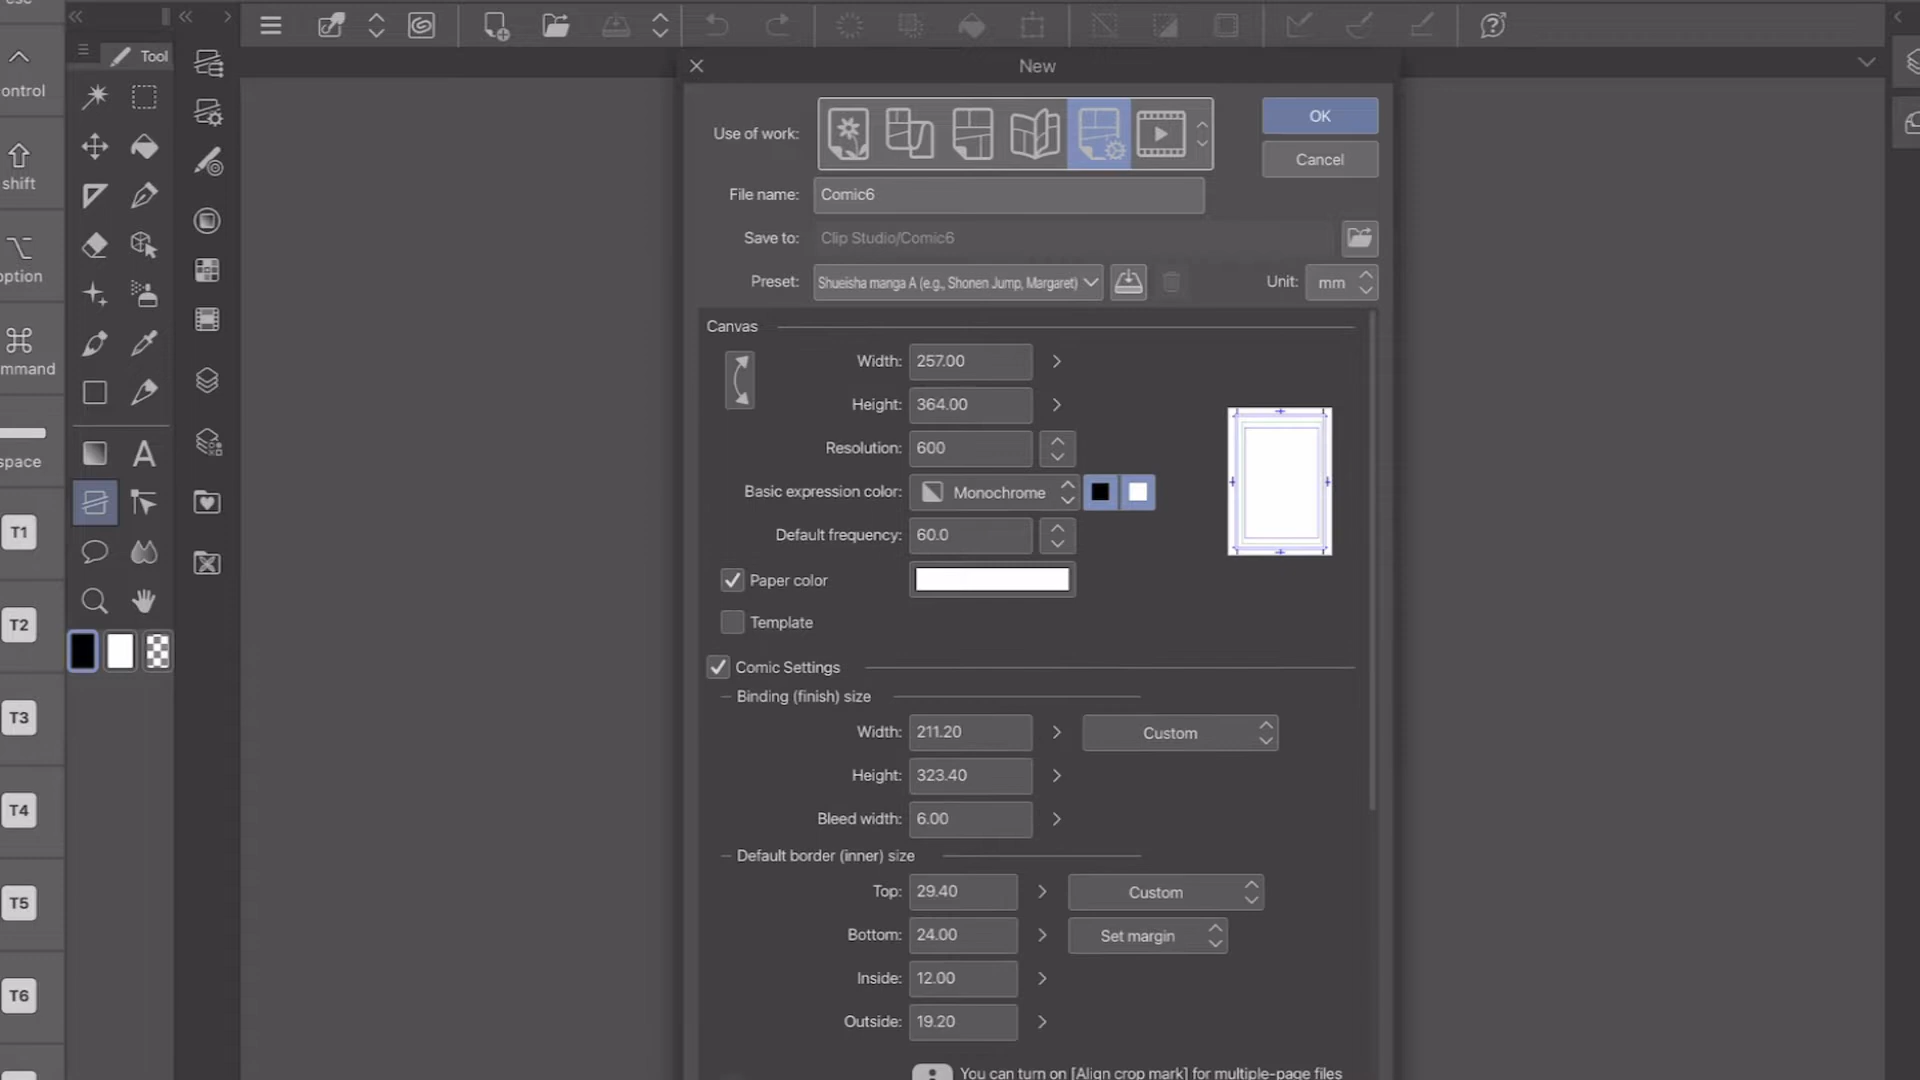 esc
Tool
ontrol
New
Use of work:
OK
Cancel
shift
File name: Comic6
Save to: Clip Studio/Comic6
option
Preset: Shueisha manga A (e.g., Shonen Jump, Margaret)
Unit: mm
Canvas
mmand
Width: 257.00
Height: 364.00
Resolution: 600
space
Basic expression color: Monochrome
Default frequency: 60.0
T1
Paper color
T2
Template
Comic Settings
Binding (finish) size
T3
Width: 211.20 Custom
Height: 323.40
T4
Bleed width: 6.00
Default border (inner) size
T5
Top: 29.40 Custom
Bottom: 24.00 Set margin
Inside: 12.00
T6
Outside: 19.20
You can turn on [Align crop mark] for multiple-page files